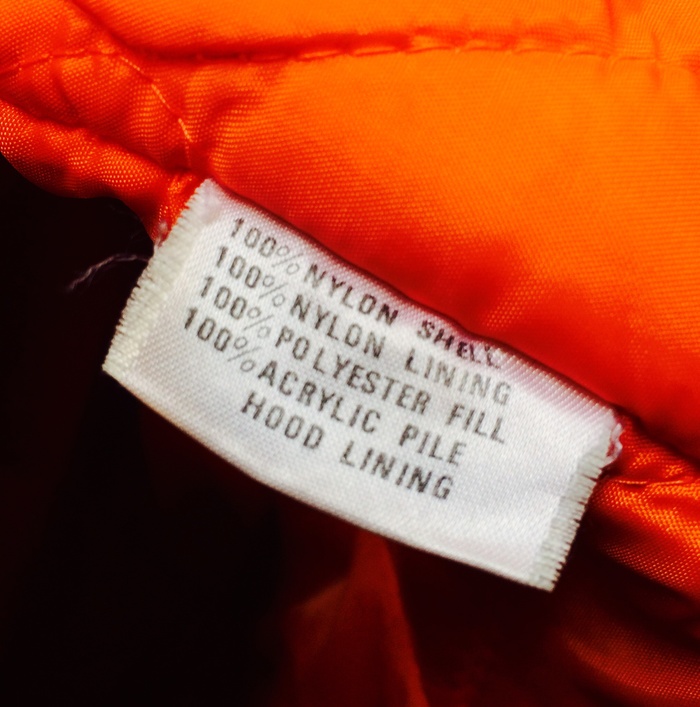 100% NYLON SHELL
100% NYLON LINING
100% POLYESTER FILL
100% ACRYLIC PILE
HOOD LINING